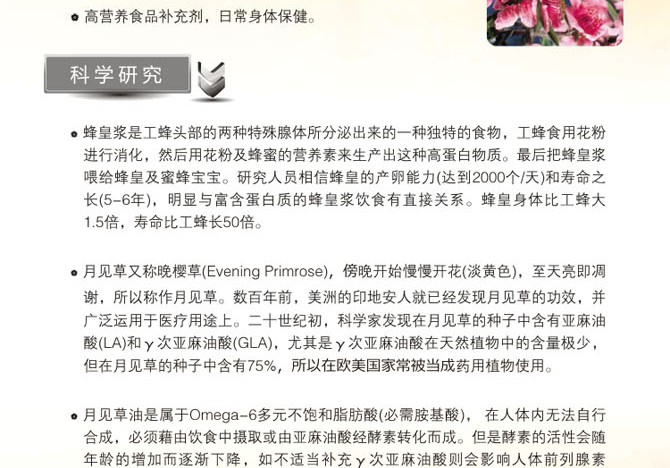 高营养食品补充剂，日常身体保健。
科学研究
蜂皇浆是工蜂头部的两种特殊腺体所分泌出来的一种独特的食物，工蜂食用花粉
进行消化，然后用花粉及蜂蜜的营养素来生产出这种高蛋白物质。最后把蜂皇浆
喂给蜂皇及蜜蜂宝宝。研究人员相信蜂皇的产卵能力(达到2000个/天)和寿命之
长(5-6年)，明显与富含蛋白质的蜂皇浆饮食有直接关系。蜂皇身体比工蜂大
1.5倍，寿命比工蜂长50倍。
月见草又称晚樱草(Evening Primrose)，傍晚开始慢慢开花(淡黄色)，至天亮即凋
谢，所以称作月见草。数百年前，美洲的印地安人就已经发现月见草的功效，并
广泛运用于医疗用途上。二十世纪初，科学家发现在月见草的种子中含有亚麻油
酸(LA)和γ次亚麻油酸(GLA)，尤其是γ次亚麻油酸在天然植物中的含量极少，
但在月见草的种子中含有75%，所以在欧美国家常被当成药用植物使用。
月见草油是属于Omega-6多元不饱和脂肪酸(必需胺基酸)， 在人体内无法自行
合成，必须藉由饮食中摄取或由亚麻油酸经酵素转化而成。但是酵素的活性会随
年龄的增加而逐渐下降，如不适当补充γ次亚麻油酸则会影响人体前列腺素